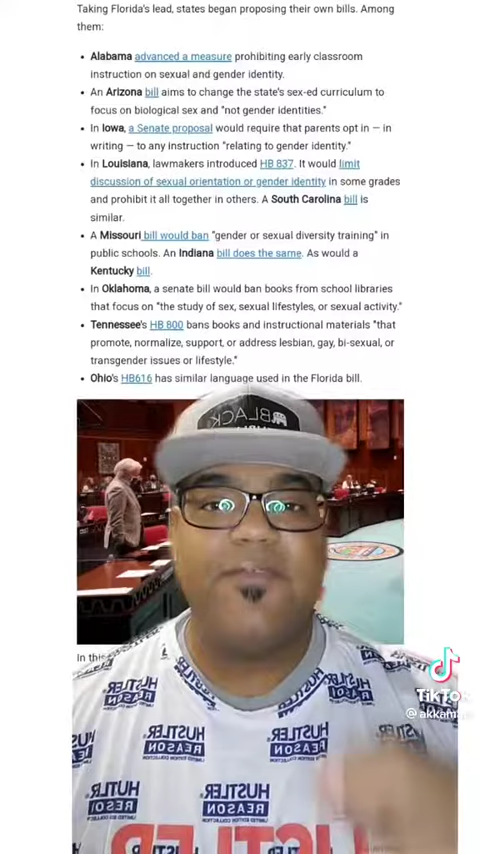 Taking Florida's lead, states began proposing their own bills. Among
them:
• Alabama advanced a measure prohibiting early classroom
instruction on sexual and gender identity.
• An Arizona bill aims to change the state's sex-ed curriculum to
focus on biological sex and "not gender identities."
• In Iowa, a Senate proposal would require that parents opt in — in
writing — to any instruction "relating to gender identity."
• In Louisiana, lawmakers introduced HB 837. It would limit
discussion of sexual orientation or gender identity in some grades
and prohibit it all together in others. A South Carolina bill is
similar.
• A Missouri bill would ban "gender or sexual diversity training" in
public schools. An Indiana bill does the same. As would a
Kentucky bill.
• In Oklahoma, a senate bill would ban books from school libraries
that focus on "the study of sex, sexual lifestyles, or sexual activity."
• Tennessee's HB 800 bans books and instructional materials "that
promote, normalize, support, or address lesbian, gay, bi-sexual, or
transgender issues or lifestyle."
• Ohio's HB616 has similar language used in the Florida bill.
BLACK
In this
HUSTLER
REASON
LIMITED EDITION COLLECTION
HUSTLER
REASON
LIMITED EDITION COLLECTION
HUSTLER
REASON
TikTok